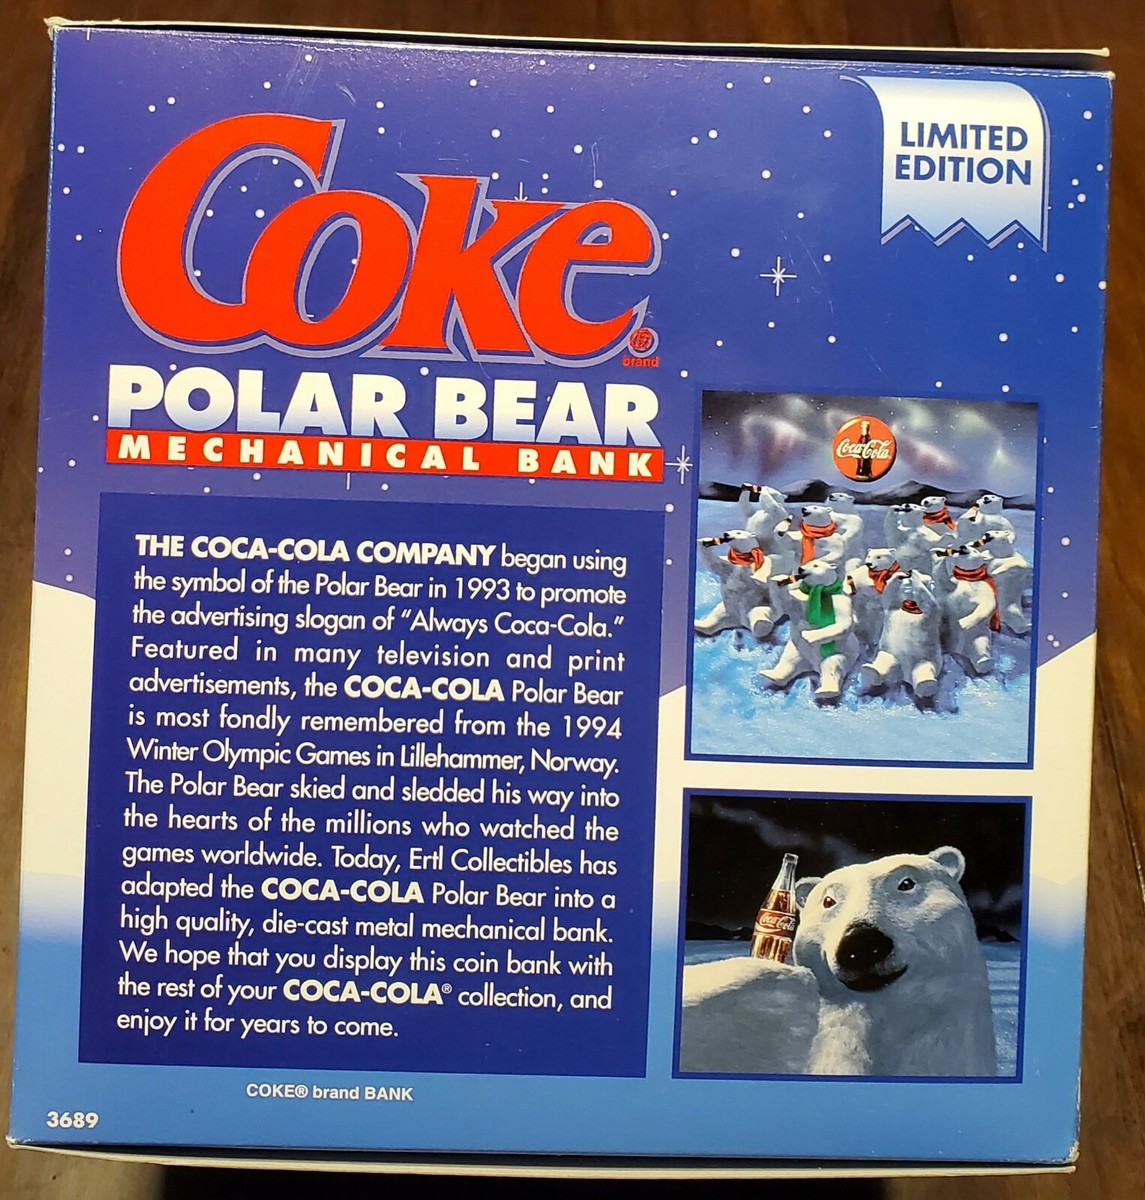 LIMITED
EDITION
Coke®
brand
POLAR BEAR
MECHANICAL BANK
THE COCA-COLA COMPANY began using
the symbol of the Polar Bear in 1993 to promote
the advertising slogan of “Always Coca-Cola.”
Featured in many television and print
advertisements, the COCA-COLA Polar Bear
is most fondly remembered from the 1994
Winter Olympic Games in Lillehammer, Norway.
The Polar Bear skied and sledded his way into
the hearts of the millions who watched the
games worldwide. Today, Ertl Collectibles has
adapted the COCA-COLA Polar Bear into a
high quality, die-cast metal mechanical bank.
We hope that you display this coin bank with
the rest of your COCA-COLA® collection, and
enjoy it for years to come.
Coca-Cola
Coca-Cola
COKE® brand BANK
3689